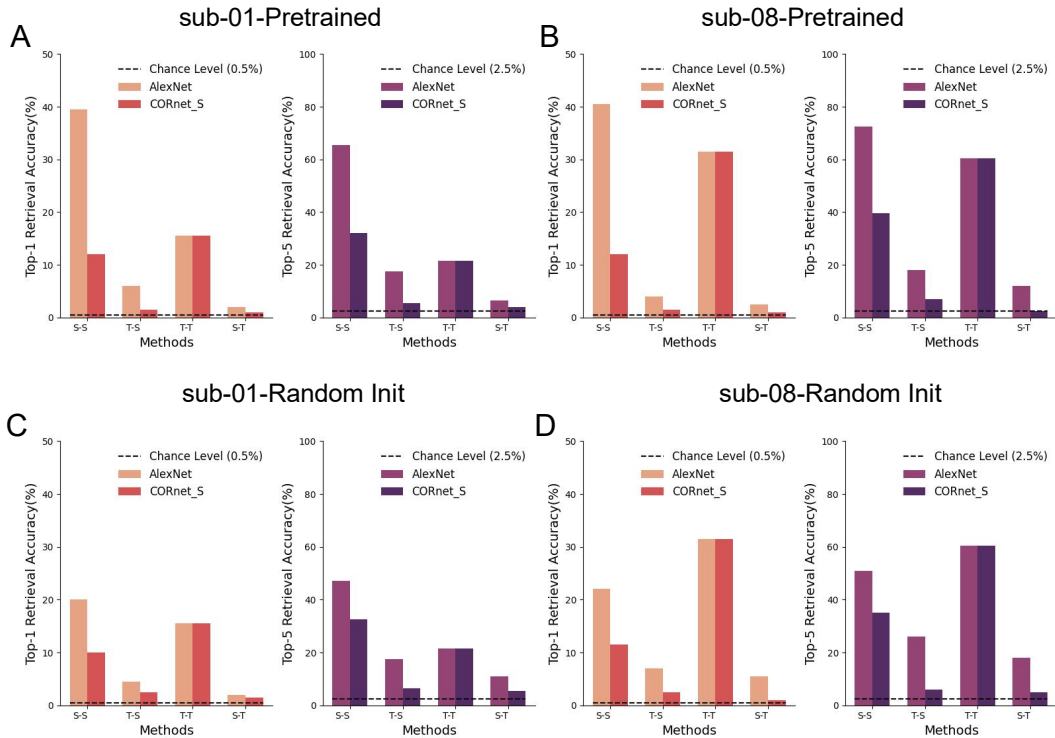 sub-01-Pretrained
sub-08-Pretrained
A
50
40
30
20
10
0
Top-1 Retrieval Accuracy(%)
Chance Level (0.5%)
AlexNet
CORnet_S
S-S
T-S
T-T
S-T
Methods
100
80
60
40
20
0
Top-5 Retrieval Accuracy(%)
Chance Level (2.5%)
AlexNet
CORnet_S
S-S
T-S
T-T
S-T
Methods
B
50
40
30
20
10
0
Top-1 Retrieval Accuracy(%)
Chance Level (0.5%)
AlexNet
CORnet_S
S-S
T-S
T-T
S-T
Methods
100
80
60
40
20
0
Top-5 Retrieval Accuracy(%)
Chance Level (2.5%)
AlexNet
CORnet_S
S-S
T-S
T-T
S-T
Methods
sub-01-Random Init
sub-08-Random Init
C
50
40
30
20
10
0
Top-1 Retrieval Accuracy(%)
Chance Level (0.5%)
AlexNet
CORnet_S
S-S
T-S
T-T
S-T
Methods
100
80
60
40
20
0
Top-5 Retrieval Accuracy(%)
Chance Level (2.5%)
AlexNet
CORnet_S
S-S
T-S
T-T
S-T
Methods
D
50
40
30
20
10
0
Top-1 Retrieval Accuracy(%)
Chance Level (0.5%)
AlexNet
CORnet_S
S-S
T-S
T-T
S-T
Methods
100
80
60
40
20
0
Top-5 Retrieval Accuracy(%)
Chance Level (2.5%)
AlexNet
CORnet_S
S-S
T-S
T-T
S-T
Methods